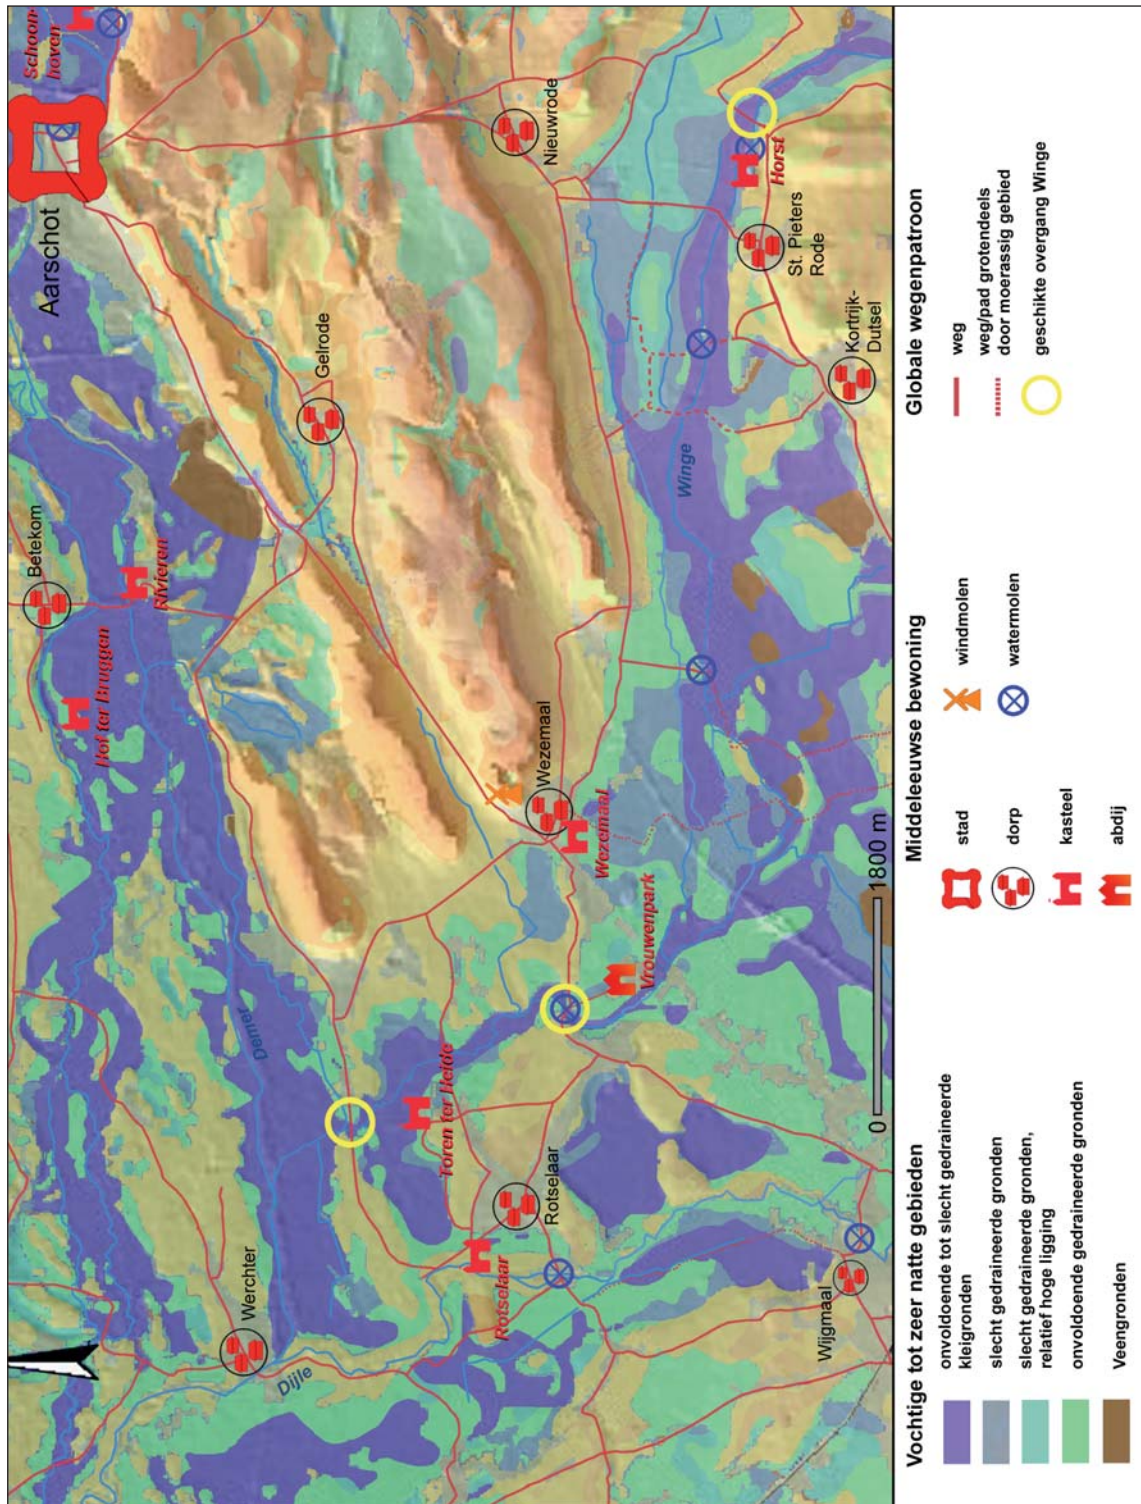 Schoon-
hoven
Aarschot
Betekom
Rivieren
Hof ter Bruggen
Gelrode
Nieuwrode
Horst
St. Pieters
Rode
Kortrijk-
Dutsel
Winge
Wezemaal
Wezemaal
Vrouwenpark
Demer
Toren ter Heide
Rotselaar
Rotselaar
Werchter
Dijle
Wijgmaal
0
1800 m
Vochtige tot zeer natte gebieden
onvoldoende tot slecht gedraineerde
kleigronden
slecht gedraineerde gronden
slecht gedraineerde gronden,
relatief hoge ligging
onvoldoende gedraineerde gronden
Veengronden
Middeleeuwse bewoning
stad
dorp
kasteel
abdij
windmolen
watermolen
Globale wegenpatroon
weg
weg/pad grotendeels
door moerassig gebied
geschikte overgang Winge